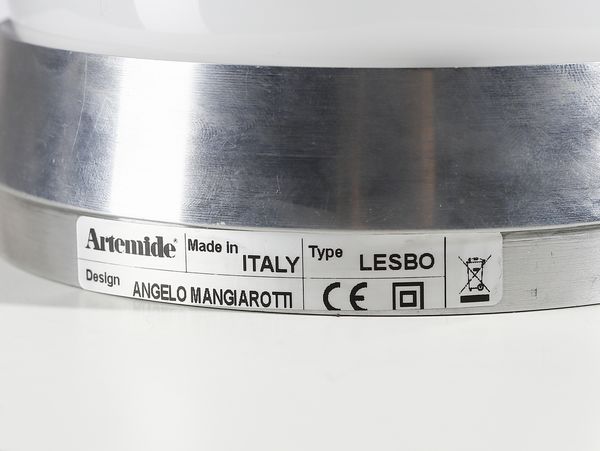 Artemide® Made in ITALY Type LESBO
Design ANGELO MANGIAROTTI CE